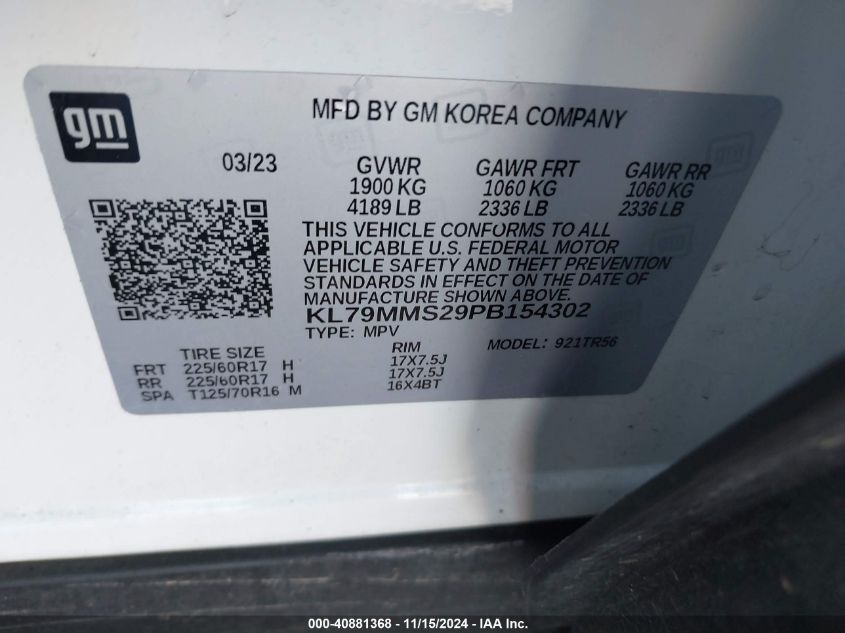 gm
MFD BY GM KOREA COMPANY
03/23 GVWR GAWR FRT GAWR RR
1900 KG 1060 KG 1060 KG
4189 LB 2336 LB 2336 LB
THIS VEHICLE CONFORMS TO ALL
APPLICABLE U.S. FEDERAL MOTOR
VEHICLE SAFETY AND THEFT PREVENTION
STANDARDS IN EFFECT ON THE DATE OF
MANUFACTURE SHOWN ABOVE.
KL79MMS29PB154302
TYPE: MPV MODEL: 921TR56
TIRE SIZE RIM
FRT 225/60R17 H 17X7.5J
RR 225/60R17 H 17X7.5J
SPA T125/70R16 M 16X4BT
000-40881368 - 11/15/2024 - IAA Inc.